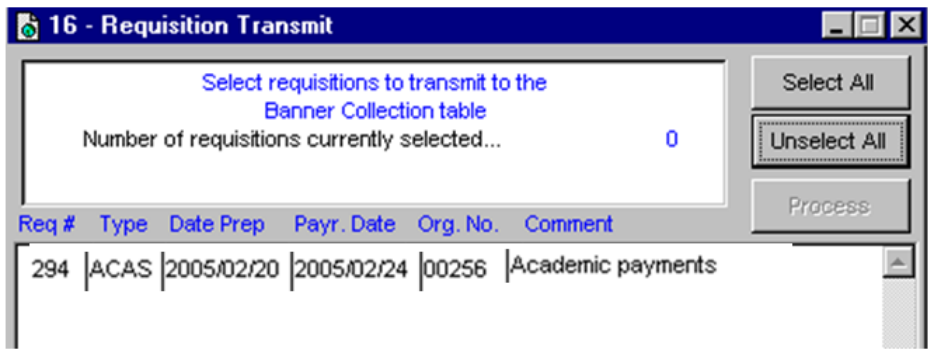 16 - Requisition Transmit
Select requisitions to transmit to the
Banner Collection table
Number of requisitions currently selected... 0
Select All
Unselect All
Process
Req # Type Date Prep Payr. Date Org. No. Comment
294 ACAS 2005/02/20 2005/02/24 00256 Academic payments